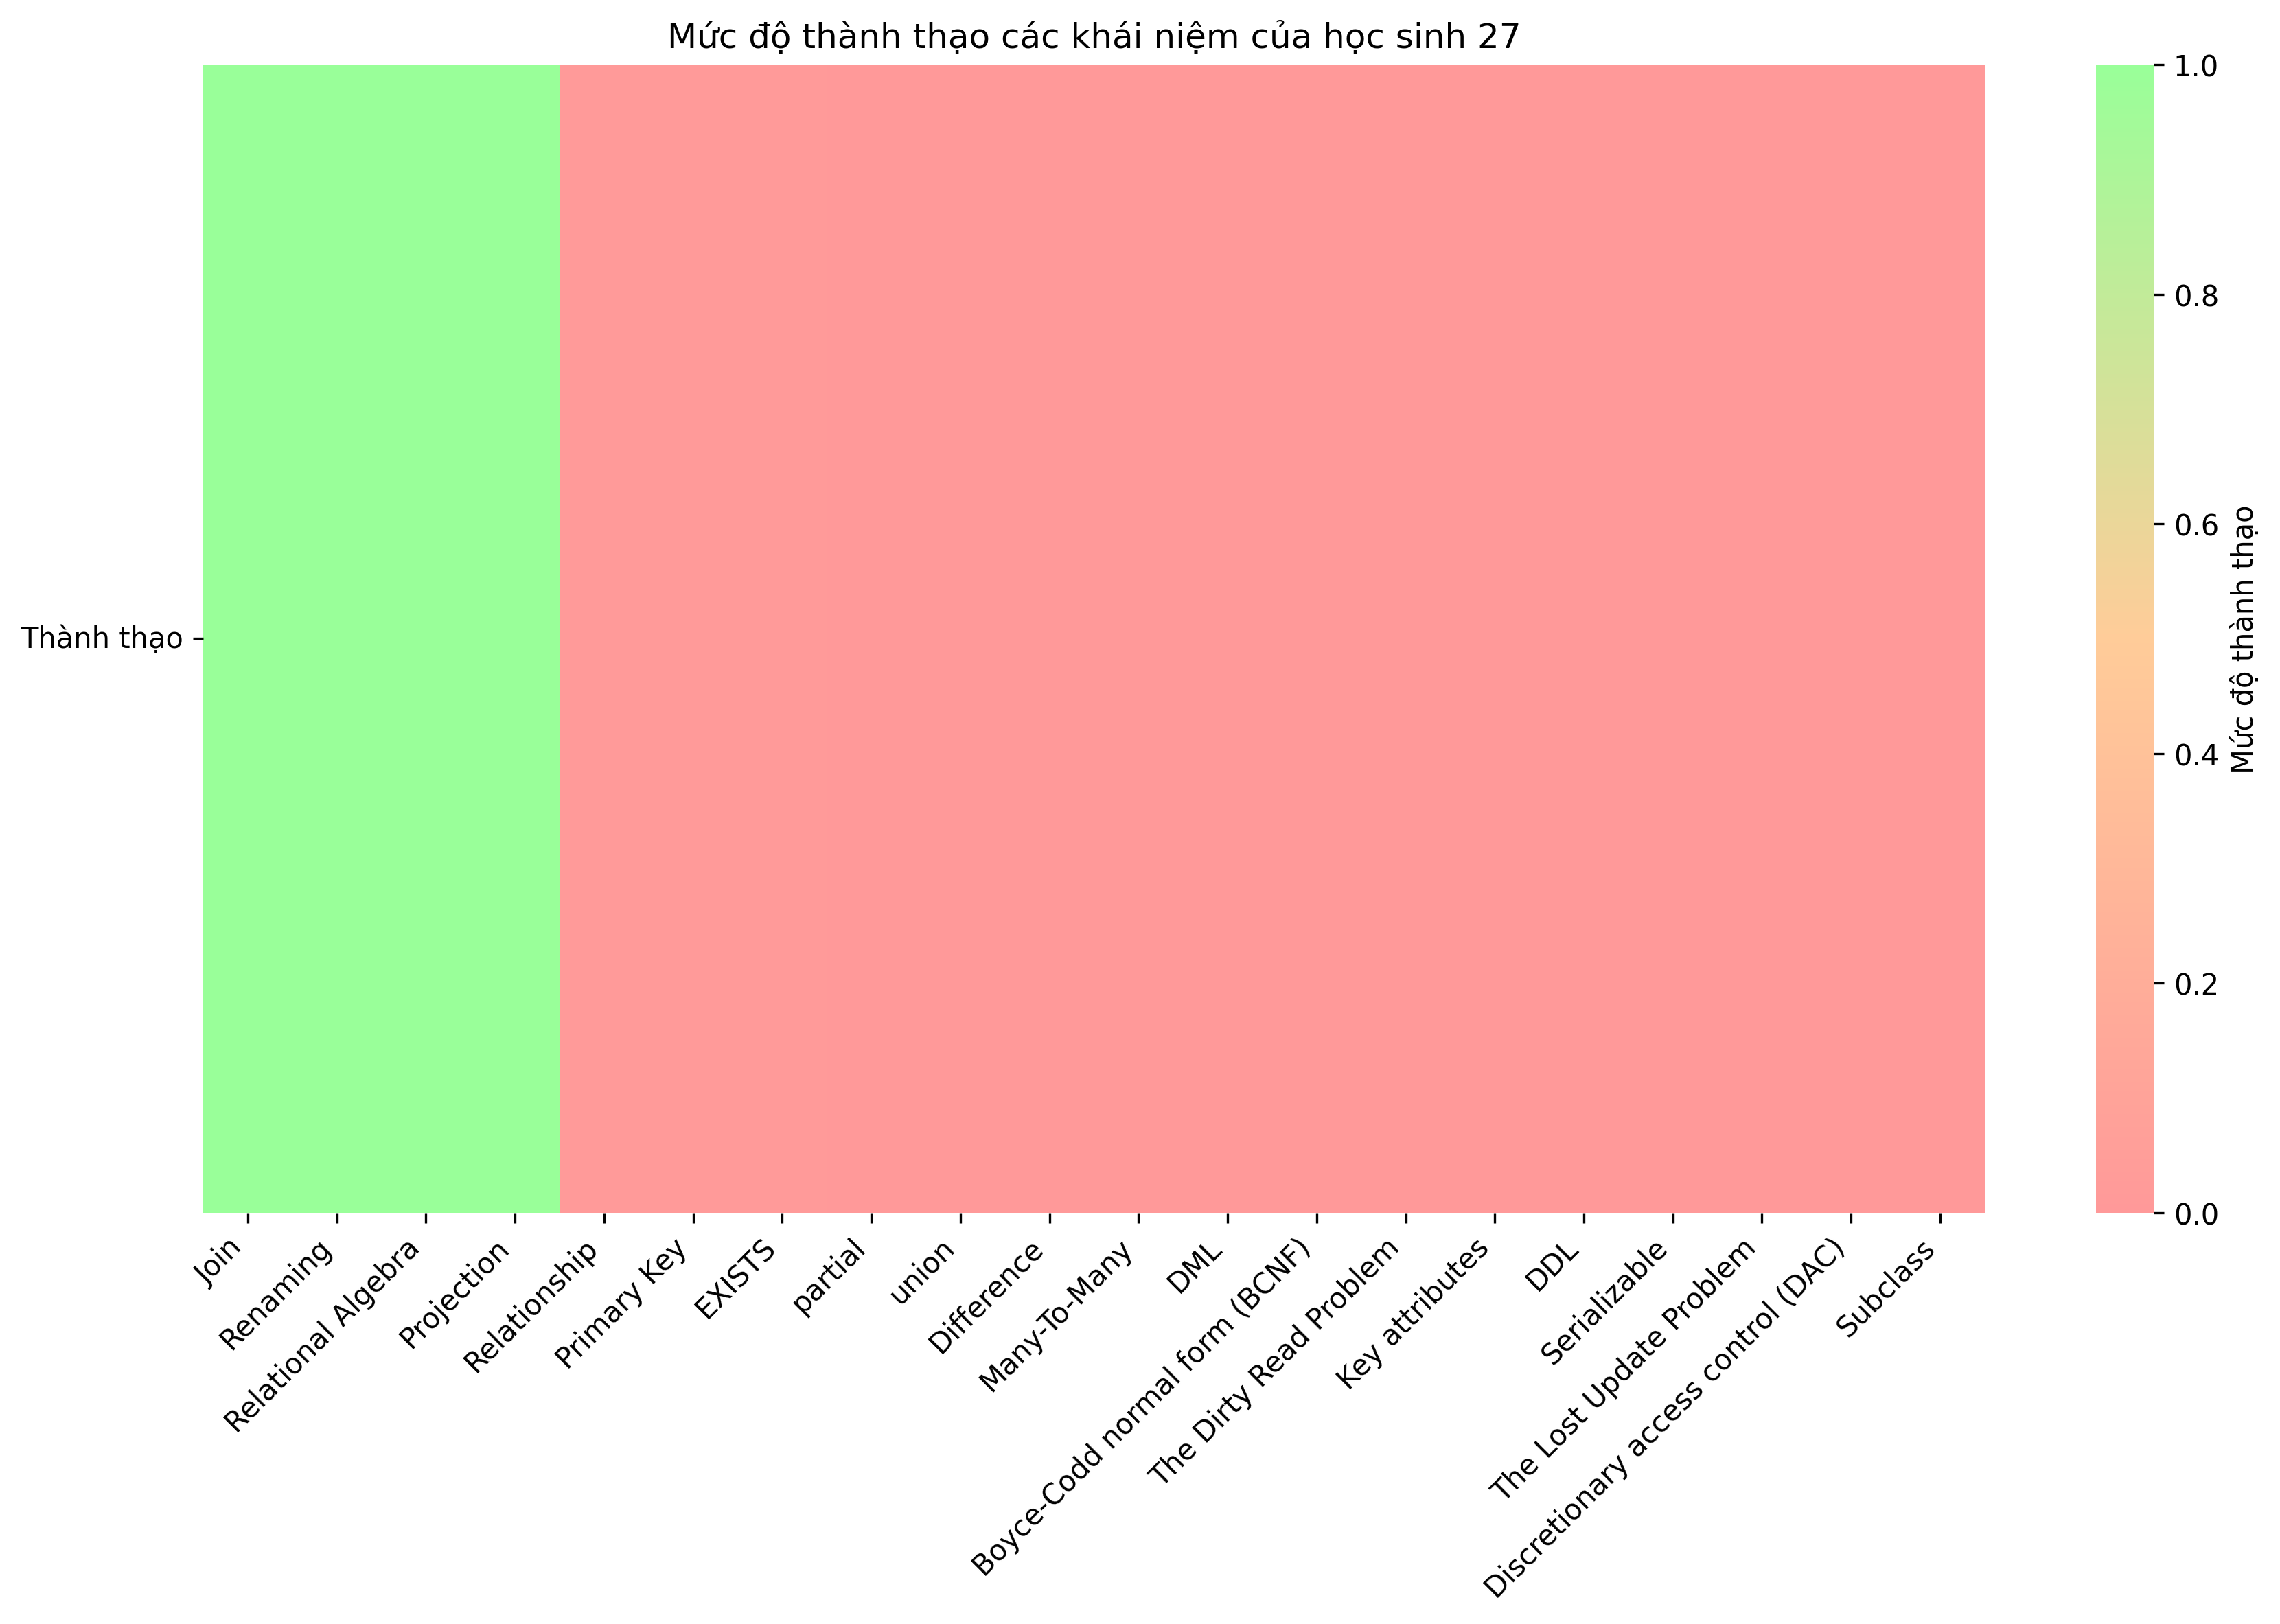 Mức độ thành thạo các khái niệm của học sinh 27
Thành thạo
Join
Renaming
Relational Algebra
Projection
Relationship
Primary Key
EXISTS
partial
union
Difference
Many-To-Many
DML
Boyce-Codd normal form (BCNF)
The Dirty Read Problem
Key attributes
DDL
Serializable
The Lost Update Problem
Discretionary access control (DAC)
Subclass
1.0
0.8
0.6
0.4
0.2
0.0
Mức độ thành thạo